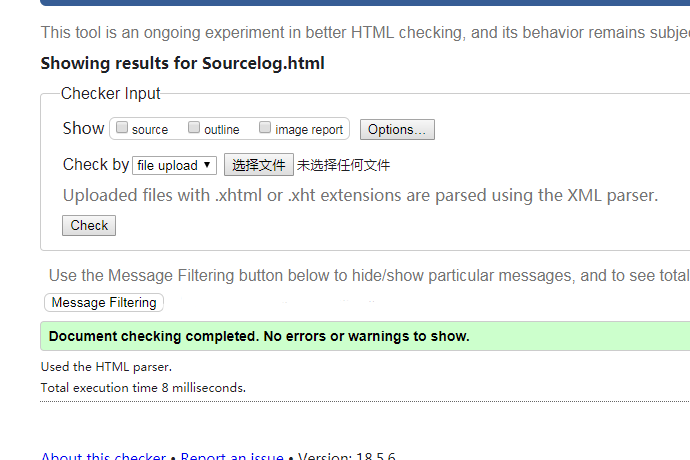 This tool is an ongoing experiment in better HTML checking, and its behavior remains
Showing results for Sourcelog.html
Checker Input
Show source outline image report Options...
Check by file upload 选择文件 未选择任何文件
Uploaded files with .xhtml or .xht extensions are parsed using the XML parser.
Check
Use the Message Filtering button below to hide/show particular messages, and to see total
Message Filtering
Document checking completed. No errors or warnings to show.
Used the HTML parser.
Total execution time 8 milliseconds.
About this checker • Report an issue • Version: 18.5.6